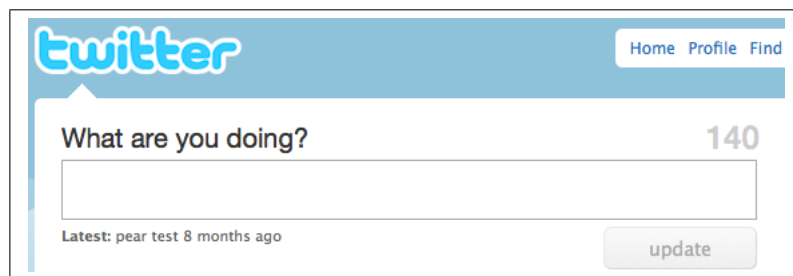 twitter
Home Profile Find
What are you doing? 140
Latest: pear test 8 months ago
update